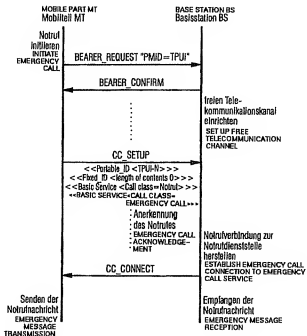 MOBILE PART MT
Mobilteil MT
BASE STATION BS
Basisstation BS
Notruf
initiieren
INITIATE
EMERGENCY
CALL
BEARER_REQUEST "PMID=TPUI"
BEARER_CONFIRM
freien Tele-
kommunikationskanal
einrichten
SET UP FREE
TELECOMMUNICATION
CHANNEL
CC_SETUP
<<Portable_ID <TPUI-N>>>
<<Fixed_ID <length of contents 0>>>
<<Basic Service <Call class=Notruf>>>
<<BASIC SERVICE<CALL CLASS=
EMERGENCY CALL>>>
Anerkennung
des Notrufes
EMERGENCY CALL
ACKNOWLEDGE-
MENT
Notrufverbindung zur
Notrufdienststelle
herstellen
ESTABLISH EMERGENCY CALL
CONNECTION TO EMERGENCY
CALL SERVICE
CC_CONNECT
Senden der
Notrufnachricht
EMERGENCY
MESSAGE
TRANSMISSION
Empfangen der
Notrufnachricht
EMERGENCY MESSAGE
RECEPTION